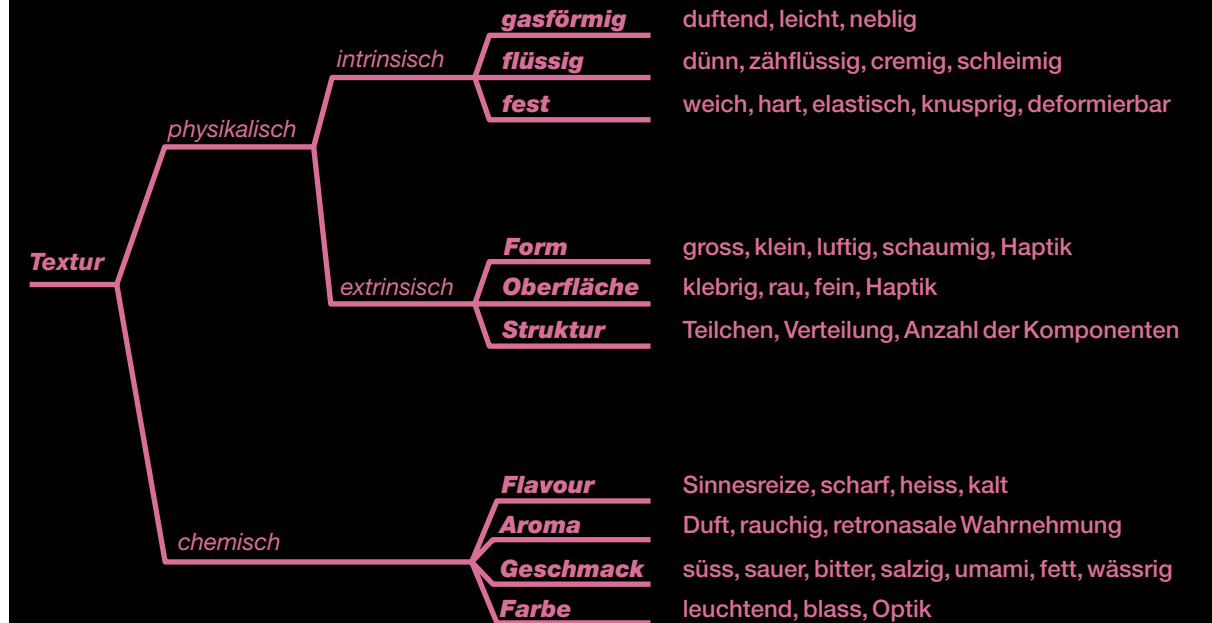 gasförmig duftend, leicht, neblig
intrinsisch
flüssig dünn, zähflüssig, cremig, schleimig
fest weich, hart, elastisch, knusprig, deformierbar
physikalisch
Form gross, klein, luftig, schaumig, Haptik
Textur
extrinsisch
Oberfläche klebrig, rau, fein, Haptik
Struktur Teilchen, Verteilung, Anzahl der Komponenten
Flavour Sinnesreize, scharf, heiss, kalt
Aroma Duft, rauchig, retronasale Wahrnehmung
chemisch
Geschmack süss, sauer, bitter, salzig, umami, fett, wässrig
Farbe leuchtend, blass, Optik